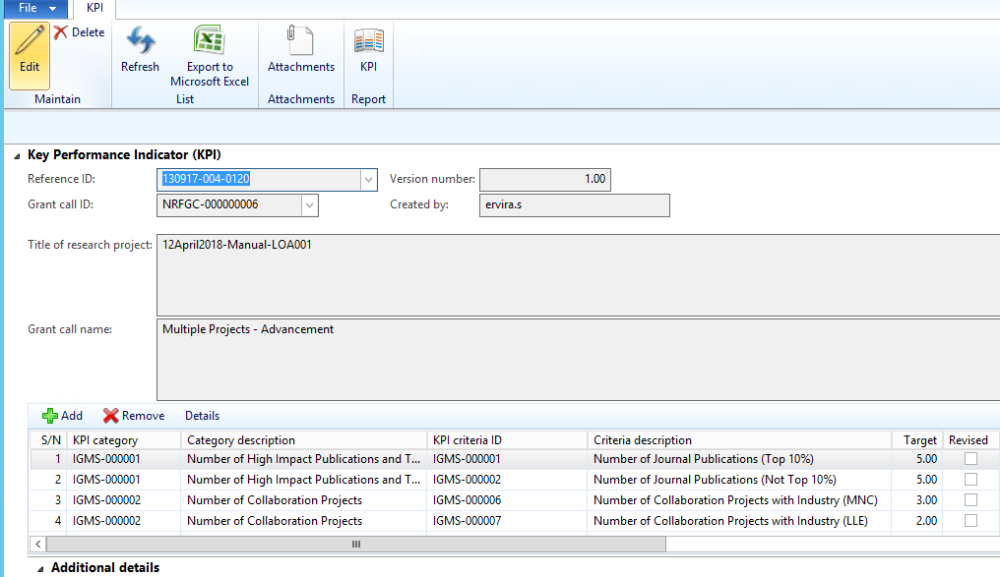 File KPI
Edit Delete Refresh Export to Microsoft Excel Attachments KPI
Maintain List Attachments Report
Key Performance Indicator (KPI)
Reference ID: 130917-004-0120 Version number: 1.00
Grant call ID: NRFGC-000000006 Created by: ervira.s
Title of research project: 12April2018-Manual-LOA001
Grant call name: Multiple Projects - Advancement
Add Remove Details
S/N KPI category Category description KPI criteria ID Criteria description Target Revised
1 IGMS-000001 Number of High Impact Publications and T... IGMS-000001 Number of Journal Publications (Top 10%) 5.00
2 IGMS-000001 Number of High Impact Publications and T... IGMS-000002 Number of Journal Publications (Not Top 10%) 5.00
3 IGMS-000002 Number of Collaboration Projects IGMS-000006 Number of Collaboration Projects with Industry (MNC) 3.00
4 IGMS-000002 Number of Collaboration Projects IGMS-000007 Number of Collaboration Projects with Industry (LLE) 2.00
Additional details